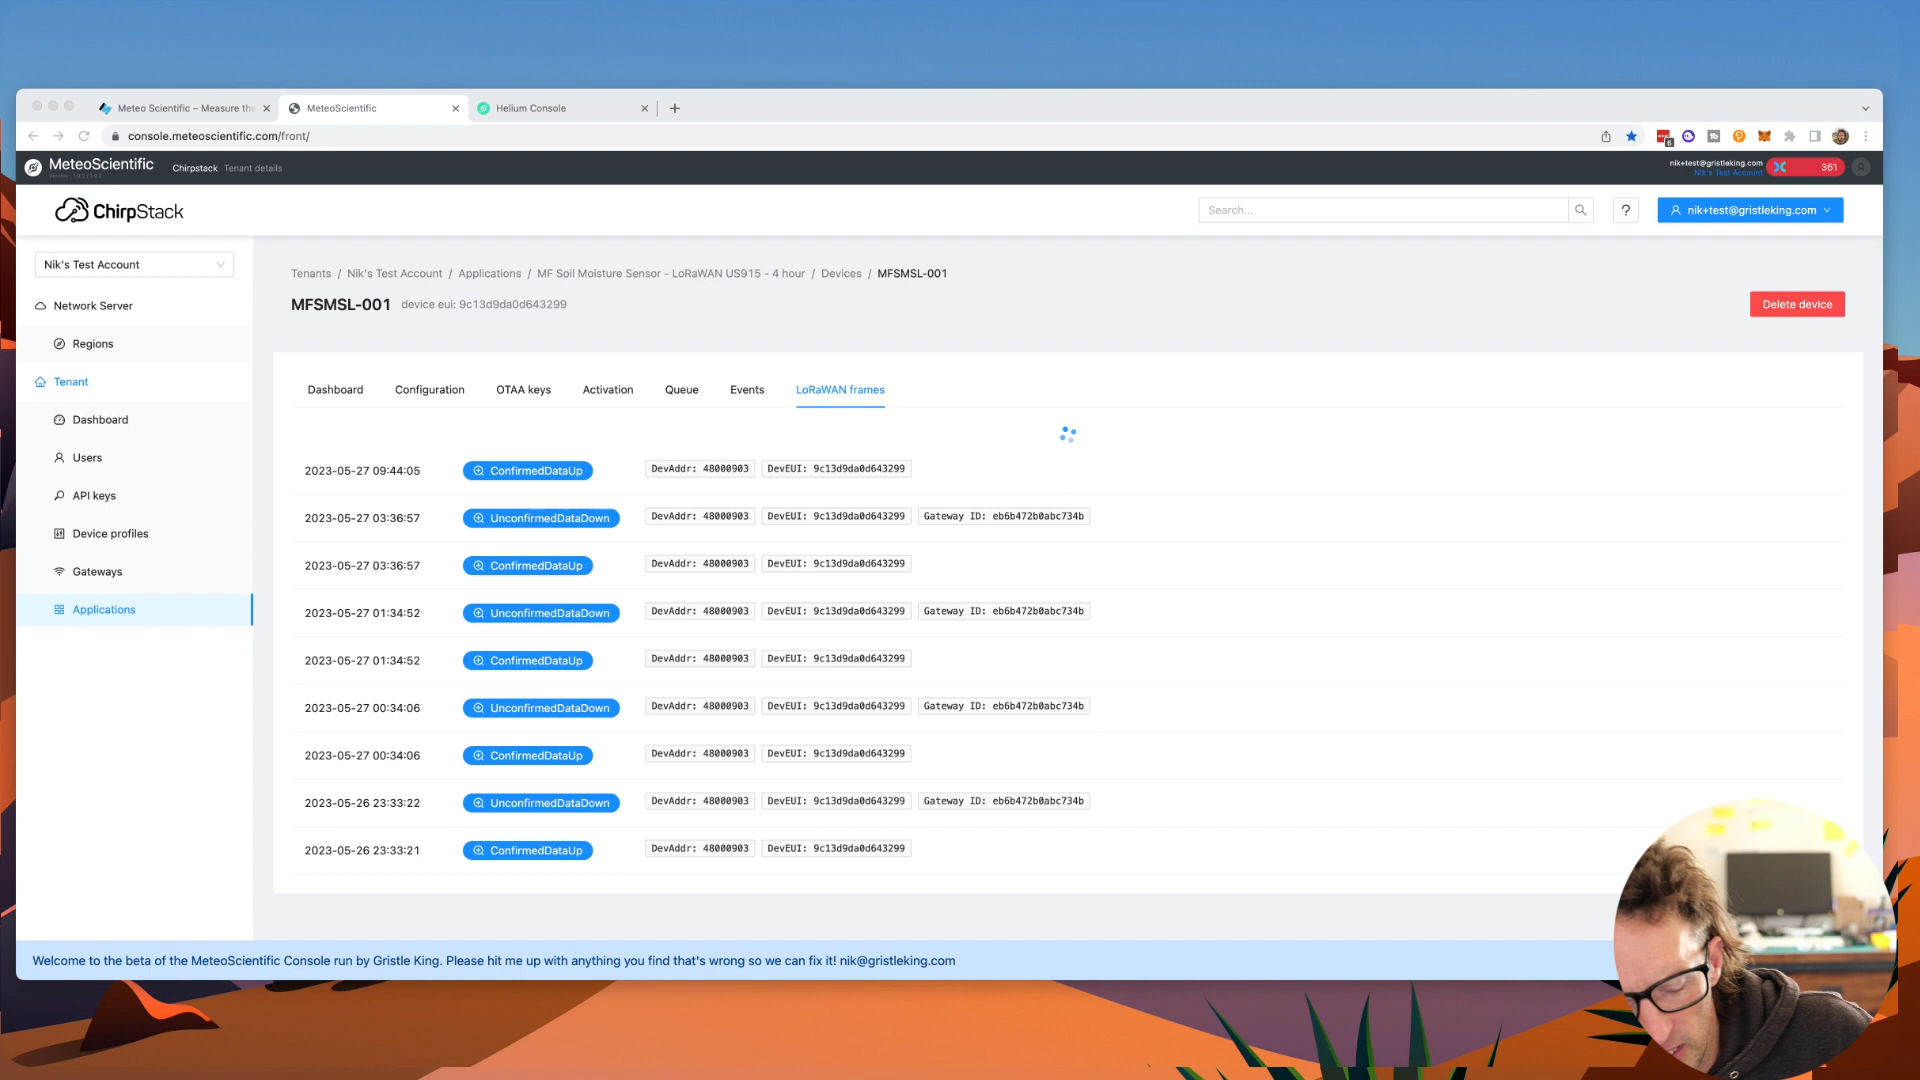 Meteo Scientific – Measure the
MeteoScientific
Helium Console
console.meteoscientific.com/front/
6
MeteoScientific
Chirpstack Tenant details
nik+test@gristleking.com
Nik's Test Account
361
ChirpStack
Search...
?
nik+test@gristleking.com
Nik's Test Account
Network Server
Regions
Tenant
Dashboard
Users
API keys
Device profiles
Gateways
Applications
Tenants / Nik's Test Account / Applications / MF Soil Moisture Sensor - LoRaWAN US915 - 4 hour / Devices / MFSMSL-001
MFSMSL-001 device eui: 9c13d9da0d643299
Delete device
Dashboard Configuration OTAA keys Activation Queue Events LoRaWAN frames
2023-05-27 09:44:05 ConfirmedDataUp DevAddr: 48000903 DevEUI: 9c13d9da0d643299
2023-05-27 03:36:57 UnconfirmedDataDown DevAddr: 48000903 DevEUI: 9c13d9da0d643299 Gateway ID: eb6b472b0abc734b
2023-05-27 03:36:57 ConfirmedDataUp DevAddr: 48000903 DevEUI: 9c13d9da0d643299
2023-05-27 01:34:52 UnconfirmedDataDown DevAddr: 48000903 DevEUI: 9c13d9da0d643299 Gateway ID: eb6b472b0abc734b
2023-05-27 01:34:52 ConfirmedDataUp DevAddr: 48000903 DevEUI: 9c13d9da0d643299
2023-05-27 00:34:06 UnconfirmedDataDown DevAddr: 48000903 DevEUI: 9c13d9da0d643299 Gateway ID: eb6b472b0abc734b
2023-05-27 00:34:06 ConfirmedDataUp DevAddr: 48000903 DevEUI: 9c13d9da0d643299
2023-05-26 23:33:22 UnconfirmedDataDown DevAddr: 48000903 DevEUI: 9c13d9da0d643299 Gateway ID: eb6b472b0abc734b
2023-05-26 23:33:21 ConfirmedDataUp DevAddr: 48000903 DevEUI: 9c13d9da0d643299
Welcome to the beta of the MeteoScientific Console run by Gristle King. Please hit me up with anything you find that's wrong so we can fix it! nik@gristleking.com